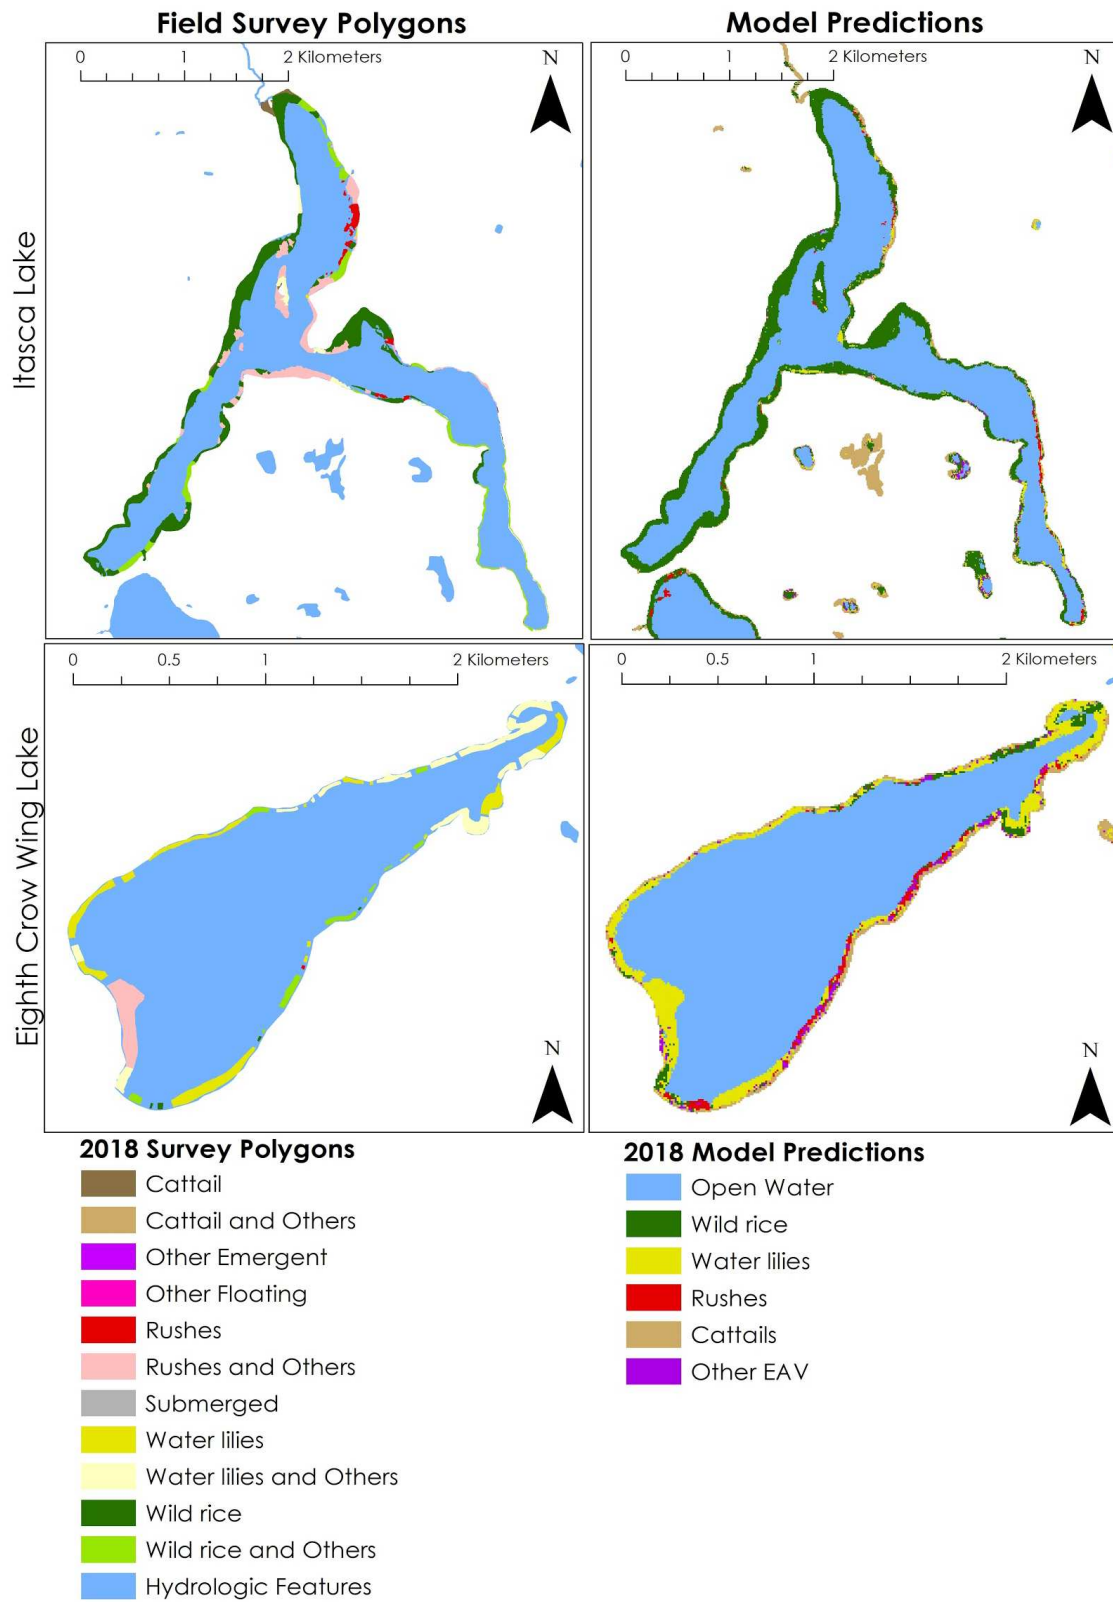 Field Survey Polygons
Model Predictions
0 1 2 Kilometers
N
0 1 2 Kilometers
N
Itasca Lake
0 0.5 1 2 Kilometers
N
0 0.5 1 2 Kilometers
N
Eighth Crow Wing Lake
2018 Survey Polygons
Cattail
Cattail and Others
Other Emergent
Other Floating
Rushes
Rushes and Others
Submerged
Water lilies
Water lilies and Others
Wild rice
Wild rice and Others
Hydrologic Features
2018 Model Predictions
Open Water
Wild rice
Water lilies
Rushes
Cattails
Other EAV